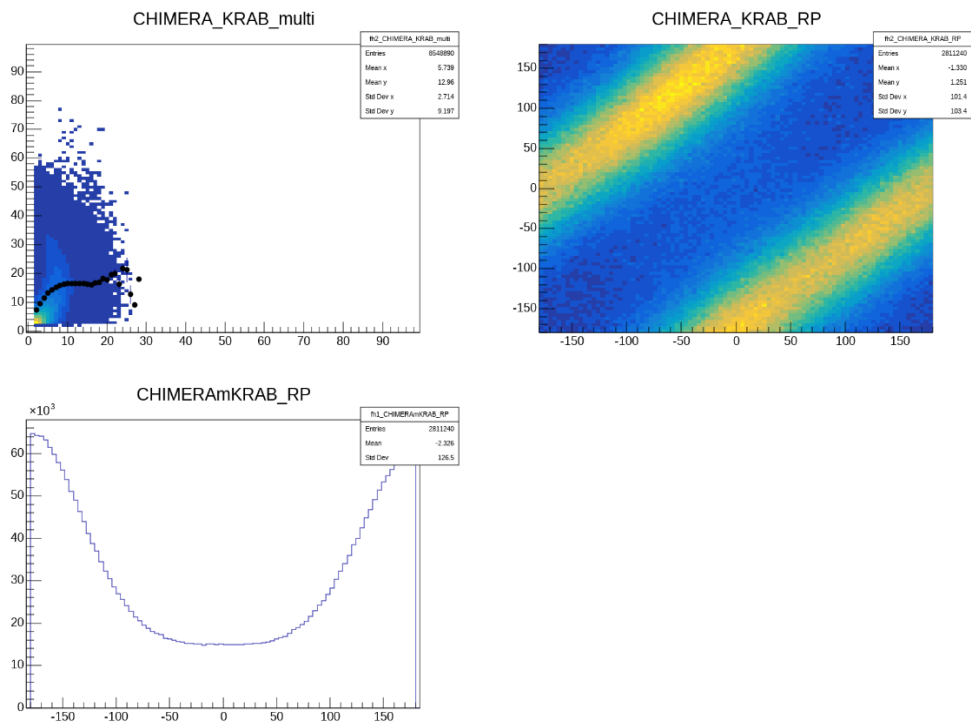 CHIMERA_KRAB_multi
fh2_CHIMERA_KRAB_multi
Entries 8548890
Mean x 5.739
Mean y 12.96
Std Dev x 2.714
Std Dev y 9.197
90
80
70
60
50
40
30
20
10
0
0 10 20 30 40 50 60 70 80 90
CHIMERA_KRAB_RP
fh2_CHIMERA_KRAB_RP
Entries 2811240
Mean x -1.330
Mean y 1.251
Std Dev x 101.4
Std Dev y 103.4
150
100
50
0
-50
-100
-150
-150 -100 -50 0 50 100 150
CHIMERAmKRAB_RP
×10³
fh1_CHIMERAmKRAB_RP
Entries 2811240
Mean -2.326
Std Dev 126.5
60
50
40
30
20
10
0
-150 -100 -50 0 50 100 150